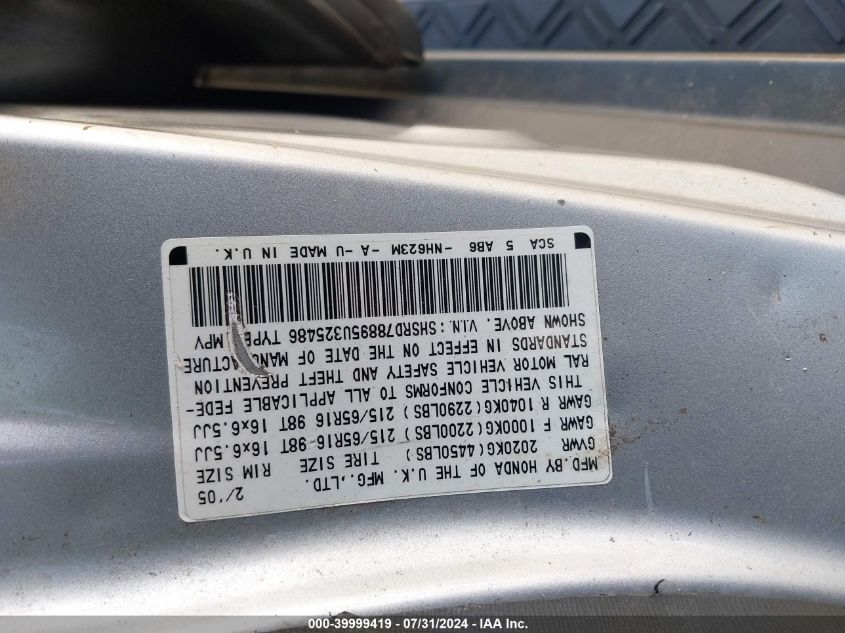 MFD.BY HONDA OF THE U.K. MFG.,LTD. 2/'05
GVWR 2020KG(4450LBS) TIRE SIZE RIM SIZE
GAWR F 1000KG(2200LBS) 215/65R16 98T 16x6.5JJ
GAWR R 1040KG(2290LBS) 215/65R16 98T 16x6.5JJ
THIS VEHICLE CONFORMS TO ALL APPLICABLE FEDE-
RAL MOTOR VEHICLE SAFETY AND THEFT PREVENTION
STANDARDS IN EFFECT ON THE DATE OF MANUFACTURE
SHOWN ABOVE. VIN.:SHSRD78895U325486 TYPE: MPV
SCA 5 AB6 -NH623M -A -U MADE IN U.K.
000-39999419 - 07/31/2024 - IAA Inc.